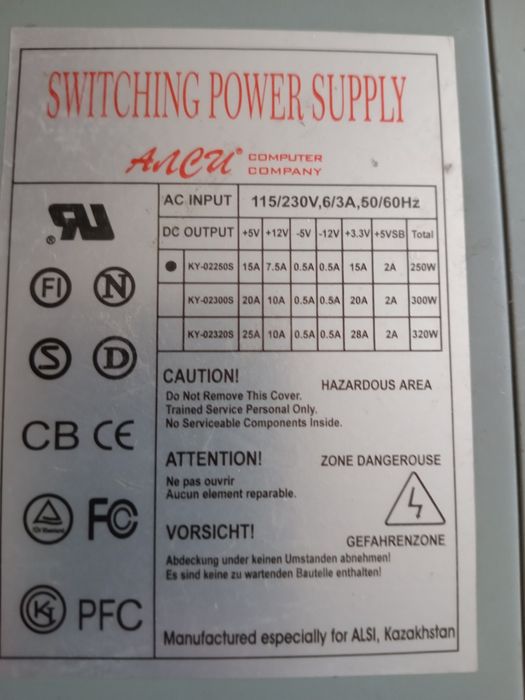 SWITCHING POWER SUPPLY
АЛСИ® COMPUTER COMPANY
AC INPUT 115/230V,6/3A,50/60Hz
DC OUTPUT +5V +12V -5V -12V +3.3V +5VSB Total
KY-02250S 15A 7.5A 0.5A 0.5A 15A 2A 250W
KY-02300S 20A 10A 0.5A 0.5A 20A 2A 300W
KY-02320S 25A 10A 0.5A 0.5A 28A 2A 320W
RU®
FI N
S D
CB CE
FC
PFC
CAUTION! HAZARDOUS AREA
Do Not Remove This Cover.
Trained Service Personal Only.
No Serviceable Components Inside.
ATTENTION! ZONE DANGEROUSE
Ne pas ouvrir
Aucun element reparable.
VORSICHT! GEFAHRENZONE
Abdeckung under keinen Umstanden abnehmen!
Es sind keine zu wartenden Bauteile enthalten!
Manufactured especially for ALSI, Kazakhstan